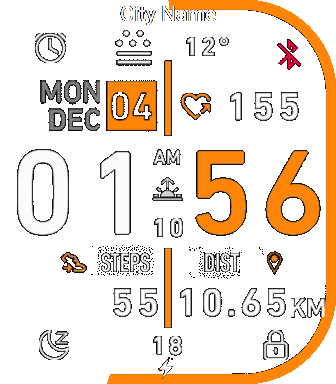 City Name
12°
MON
DEC 04
155
01 AM 56
10
STEPS DIST
55 10.65KM
18